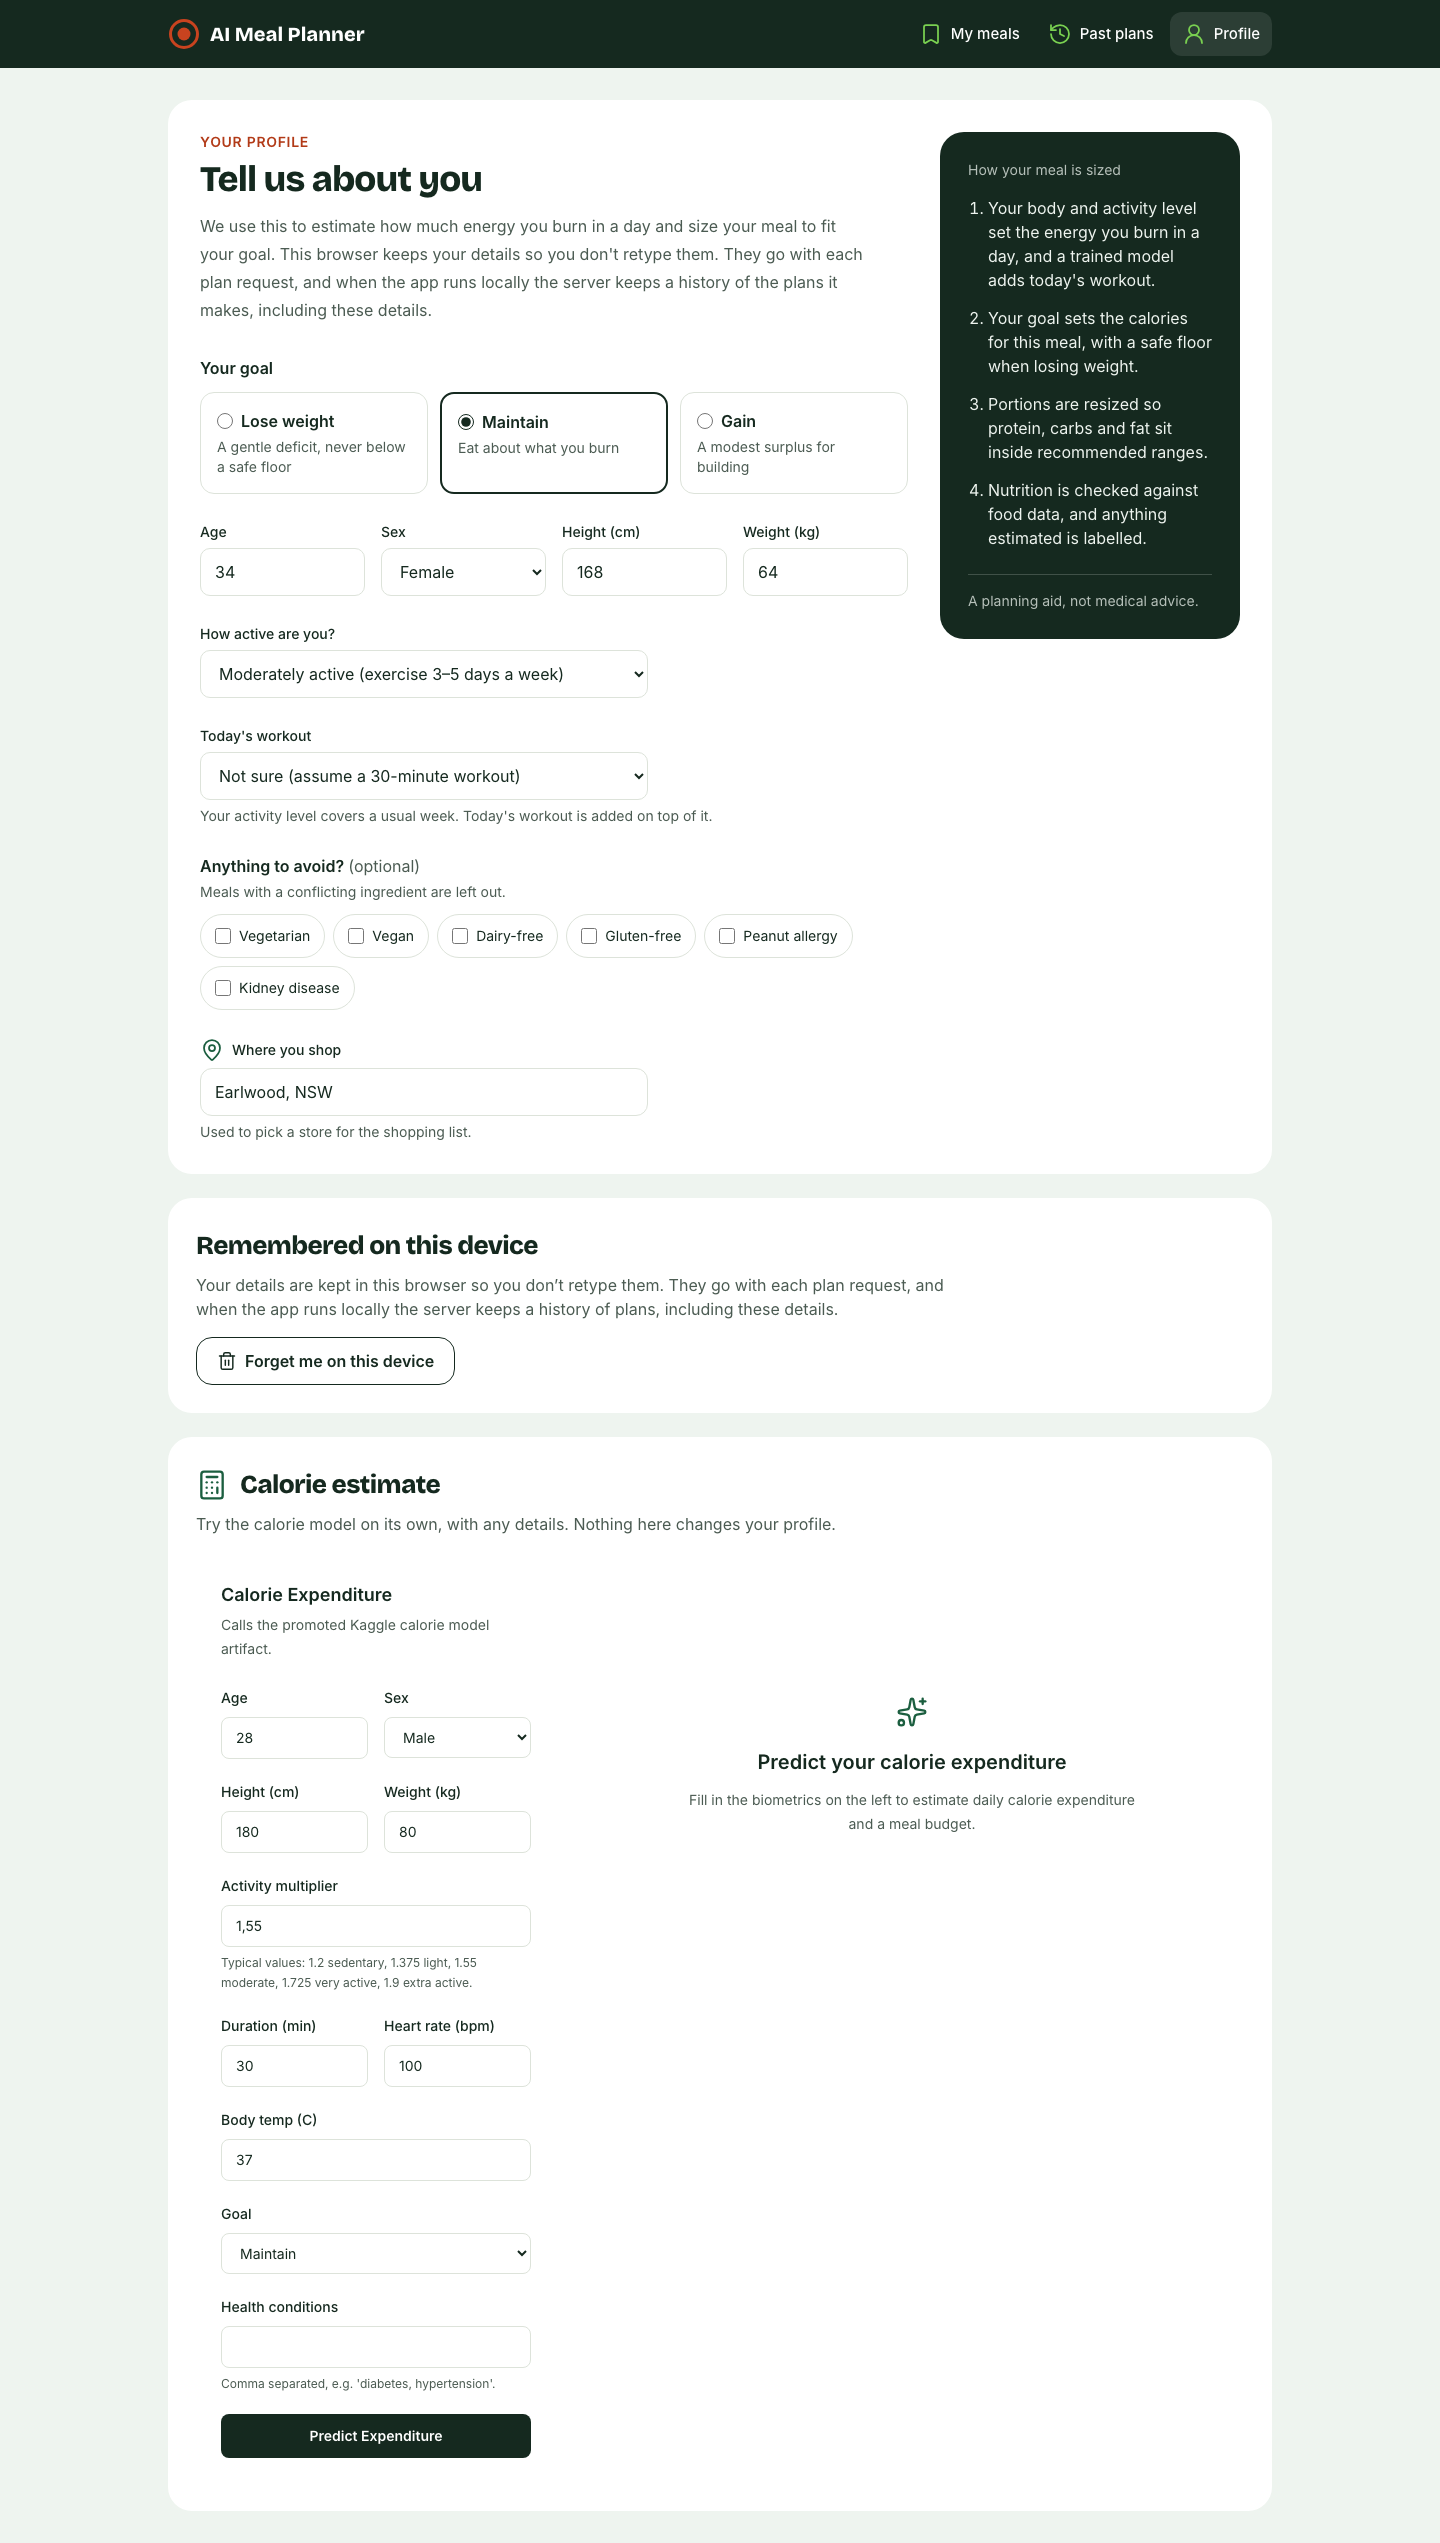 AI Meal Planner
My meals
Past plans
Profile
YOUR PROFILE
Tell us about you
We use this to estimate how much energy you burn in a day and size your meal to fit
your goal. This browser keeps your details so you don't retype them. They go with each
plan request, and when the app runs locally the server keeps a history of the plans it
makes, including these details.
Your goal
Lose weight
A gentle deficit, never below
a safe floor
Maintain
Eat about what you burn
Gain
A modest surplus for
building
Age
Sex
Height (cm)
Weight (kg)
34
Female
168
64
How active are you?
Moderately active (exercise 3–5 days a week)
Today's workout
Not sure (assume a 30-minute workout)
Your activity level covers a usual week. Today's workout is added on top of it.
Anything to avoid? (optional)
Meals with a conflicting ingredient are left out.
Vegetarian
Vegan
Dairy-free
Gluten-free
Peanut allergy
Kidney disease
Where you shop
Earlwood, NSW
Used to pick a store for the shopping list.
How your meal is sized
1. Your body and activity level
set the energy you burn in a
day, and a trained model
adds today's workout.
2. Your goal sets the calories
for this meal, with a safe floor
when losing weight.
3. Portions are resized so
protein, carbs and fat sit
inside recommended ranges.
4. Nutrition is checked against
food data, and anything
estimated is labelled.
A planning aid, not medical advice.
Remembered on this device
Your details are kept in this browser so you don’t retype them. They go with each plan request, and
when the app runs locally the server keeps a history of plans, including these details.
Forget me on this device
Calorie estimate
Try the calorie model on its own, with any details. Nothing here changes your profile.
Calorie Expenditure
Calls the promoted Kaggle calorie model
artifact.
Age
Sex
28
Male
Height (cm)
Weight (kg)
180
80
Activity multiplier
1,55
Typical values: 1.2 sedentary, 1.375 light, 1.55
moderate, 1.725 very active, 1.9 extra active.
Duration (min)
Heart rate (bpm)
30
100
Body temp (C)
37
Goal
Maintain
Health conditions
Comma separated, e.g. 'diabetes, hypertension'.
Predict Expenditure
Predict your calorie expenditure
Fill in the biometrics on the left to estimate daily calorie expenditure
and a meal budget.